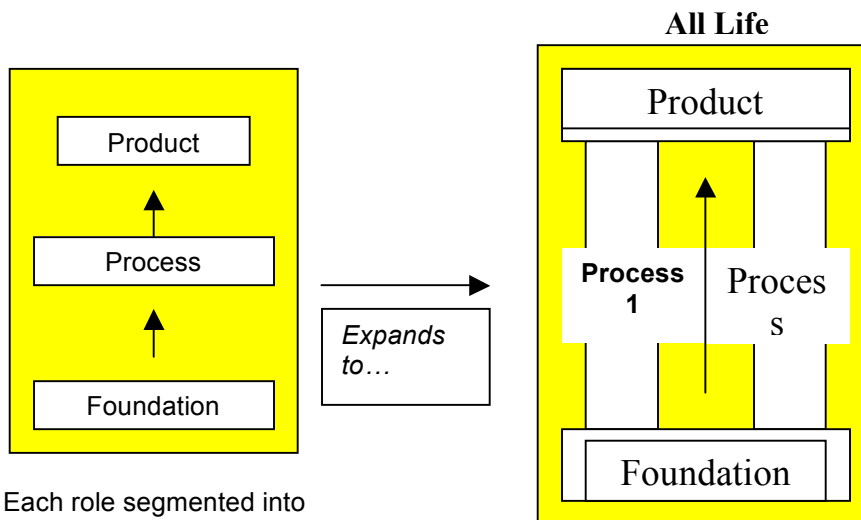 All Life
Product
Process
Foundation
Each role segmented into
Expands
to…
Product
Process
1
Proces
s
Foundation